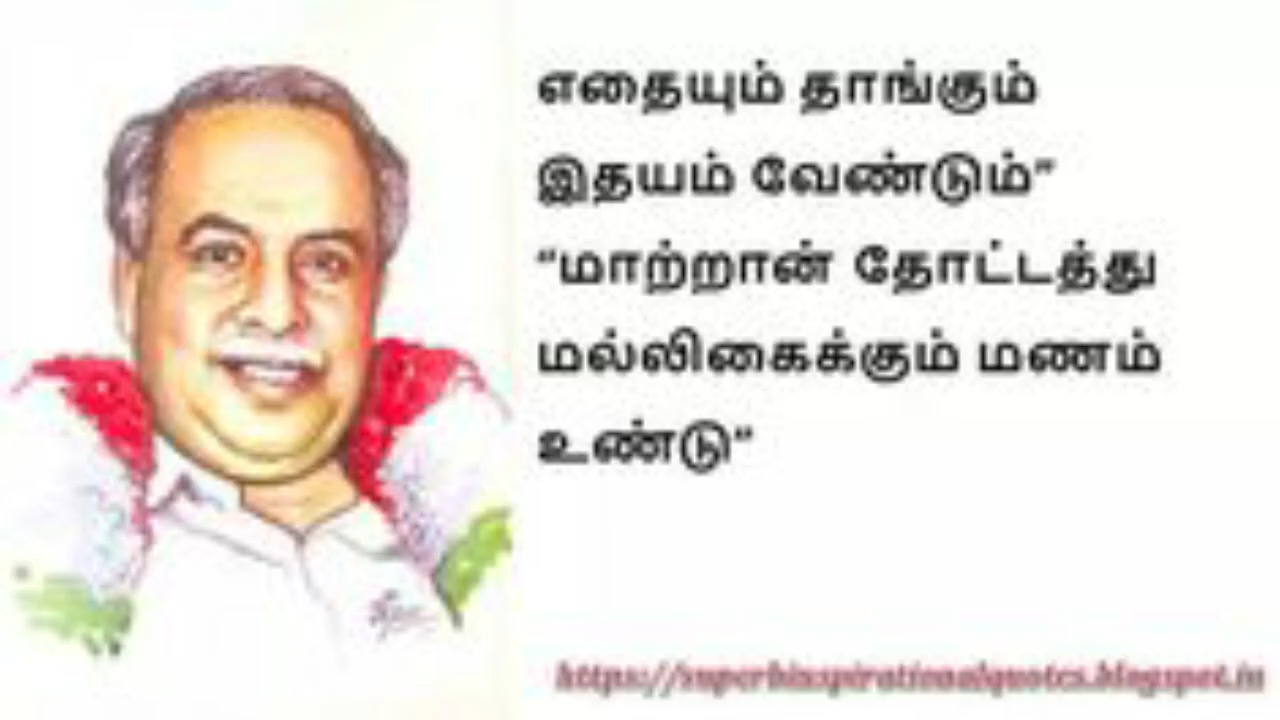 எதையும் தாங்கும்
இதயம் வேண்டும்”
“மாற்றான் தோட்டத்து
மல்லிகைக்கும் மணம்
உண்டு”
https://superbinspirationalquotes.blogspot.in